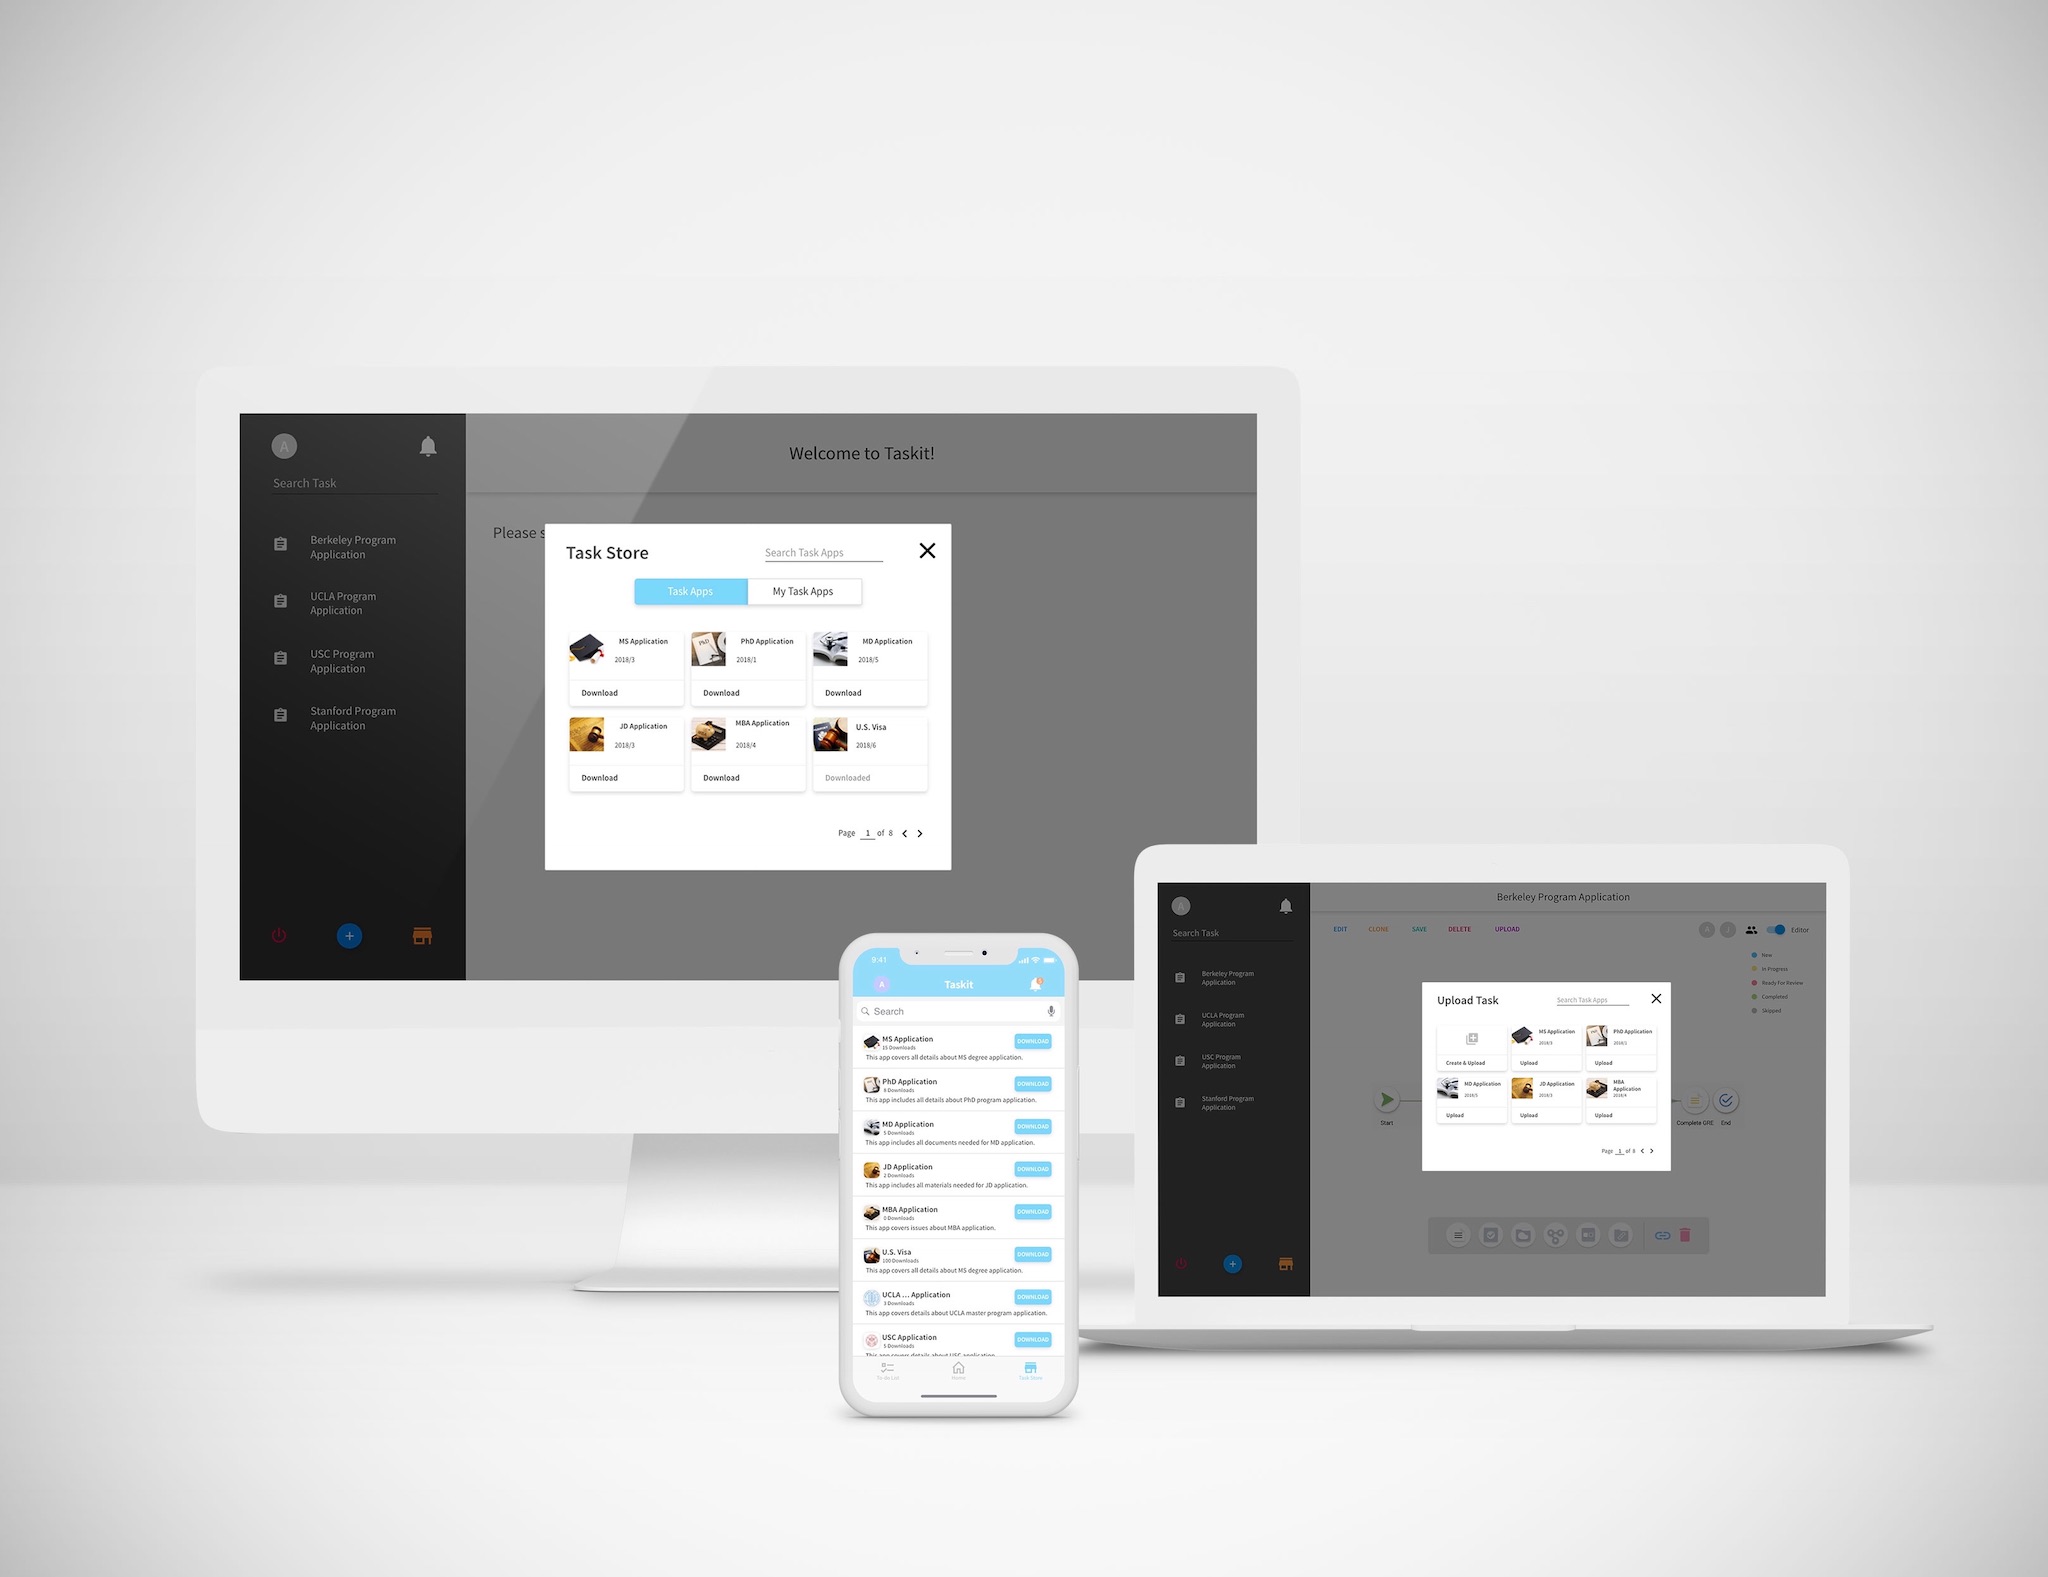 A
Search Task
Berkeley Program
Application
UCLA Program
Application
USC Program
Application
Stanford Program
Application
Welcome to Taskit!
Please s
Task Store
Search Task Apps
Task Apps
My Task Apps
MS Application
2018/3
Download
PhD Application
2018/1
Download
MD Application
2018/5
Download
JD Application
2018/3
Download
MBA Application
2018/4
Download
U.S. Visa
2018/6
Downloaded
Page 1 of 8
9:41
A
Taskit
Search
MS Application
15 Downloads
DOWNLOAD
This app covers all details about MS degree application.
PhD Application
8 Downloads
DOWNLOAD
This app includes all details about PhD program application.
MD Application
5 Downloads
DOWNLOAD
This app includes all documents needed for MD application.
JD Application
2 Downloads
DOWNLOAD
This app includes all materials needed for JD application.
MBA Application
0 Downloads
DOWNLOAD
This app covers issues about MBA application.
U.S. Visa
100 Downloads
DOWNLOAD
This app covers all details about MS degree application.
UCLA ... Application
3 Downloads
DOWNLOAD
This app covers details about UCLA master program application.
USC Application
5 Downloads
DOWNLOAD
This app covers details about USC application
To-do List
Home
Task Store
A
Search Task
Berkeley Program
Application
UCLA Program
Application
USC Program
Application
Stanford Program
Application
Berkeley Program Application
EDIT CLONE SAVE DELETE UPLOAD
A J Editor
New
In Progress
Ready For Review
Completed
Skipped
Start
Complete GRE
End
Upload Task
Search Task Apps
Create & Upload
MS Application
2018/3
Upload
PhD Application
2018/1
Upload
MD Application
2018/5
Upload
JD Application
2018/3
Upload
MBA
Application
2018/4
Upload
Page 1 of 8